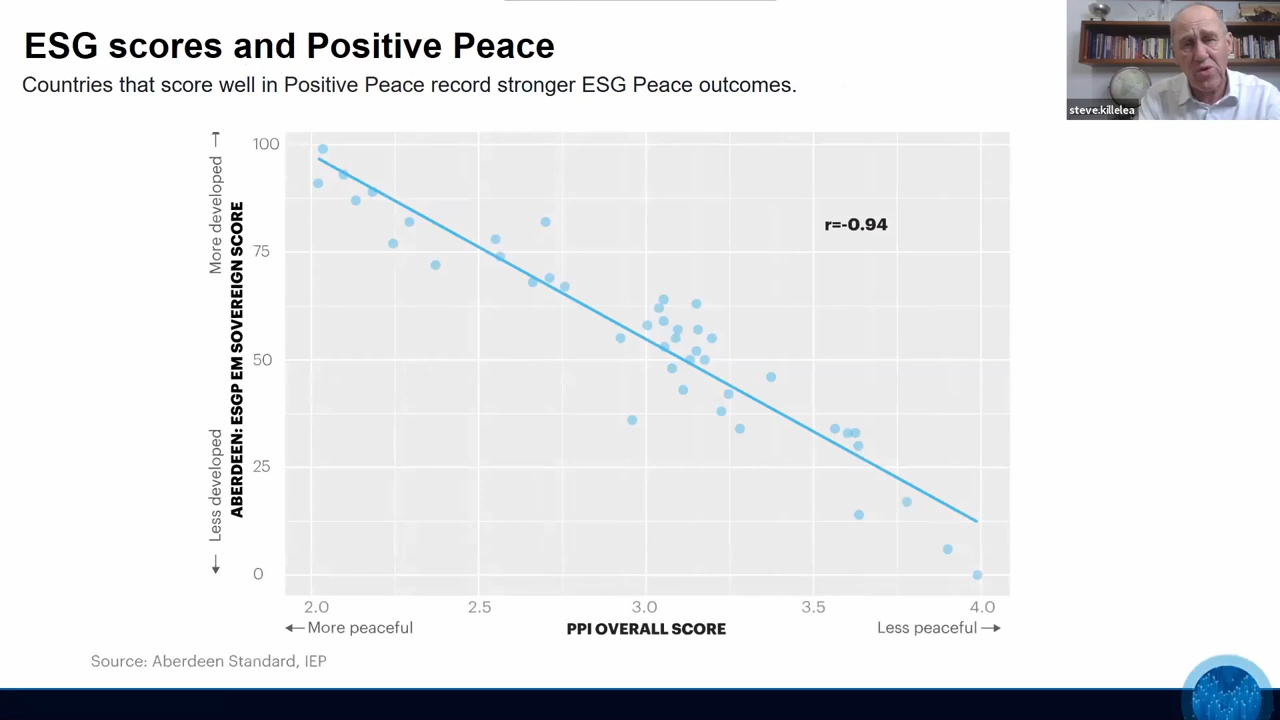 ESG scores and Positive Peace
Countries that score well in Positive Peace record stronger ESG Peace outcomes.
steve.killelea
More developed →
ABERDEEN: ESGP EM SOVEREIGN SCORE
← Less developed
100
75
50
25
0
r=-0.94
2.0 2.5 3.0 3.5 4.0
← More peaceful PPI OVERALL SCORE Less peaceful →
Source: Aberdeen Standard, IEP